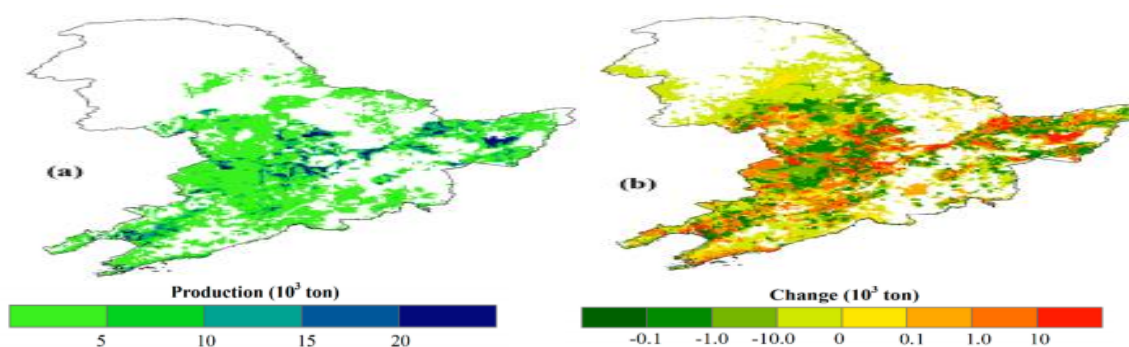 (a)
(b)
Production (10³ ton)
5 10 15 20
Change (10³ ton)
-0.1 -1.0 -10.0 0 0.1 1.0 10